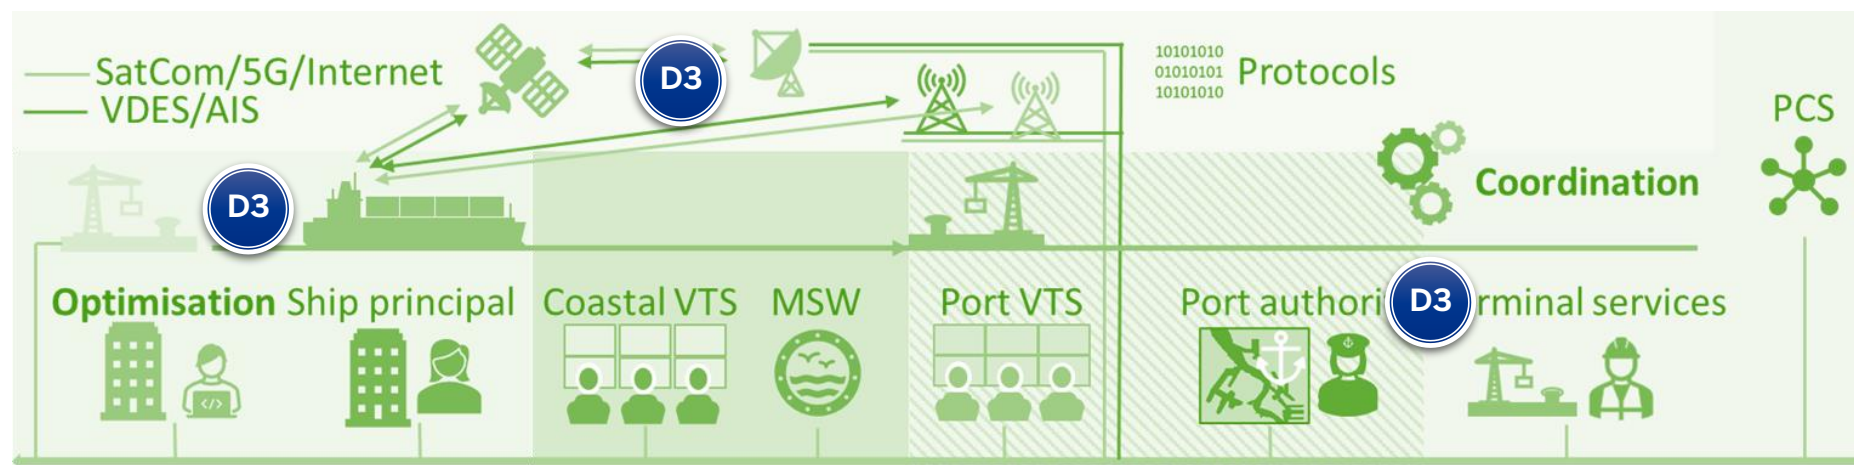 SatCom/5G/Internet
VDES/AIS
D3
10101010
01010101
10101010
Protocols
PCS
D3
Coordination
Optimisation Ship principal
Coastal VTS
MSW
Port VTS
Port authori
D3
rminal services